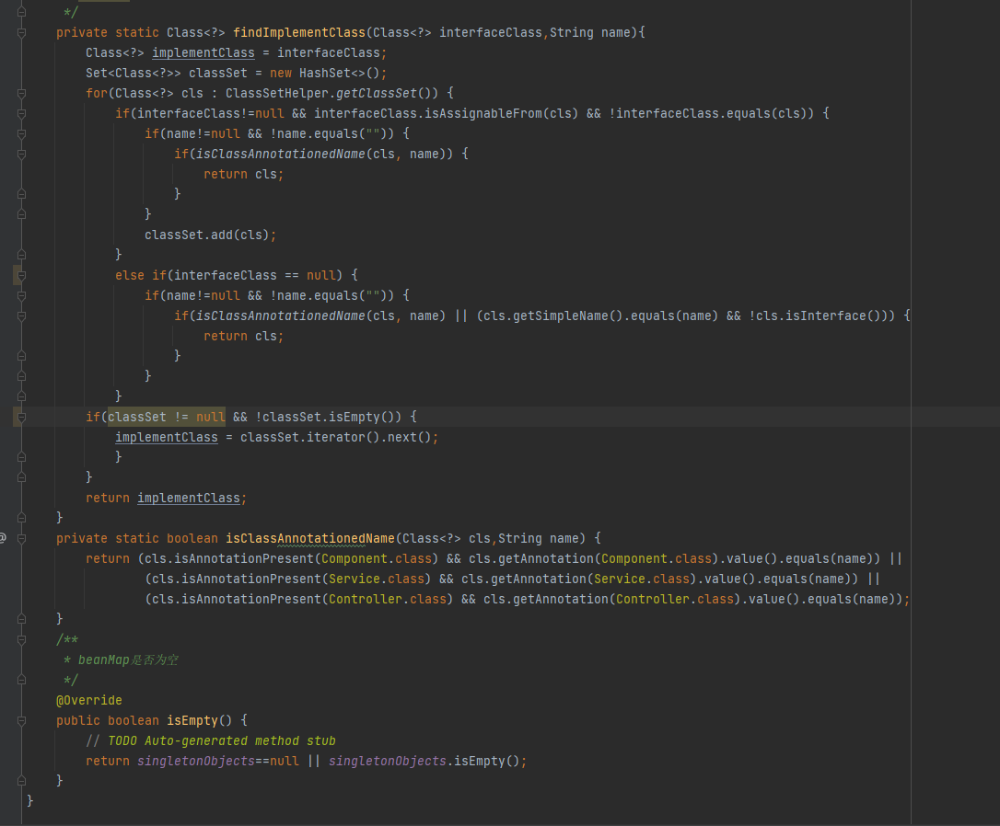 */
private static Class<?> findImplementClass(Class<?> interfaceClass,String name){
Class<?> implementClass = interfaceClass;
Set<Class<?>> classSet = new HashSet<>();
for(Class<?> cls : ClassSetHelper.getClassSet()) {
if(interfaceClass!=null && interfaceClass.isAssignableFrom(cls) && !interfaceClass.equals(cls)) {
if(name!=null && !name.equals("")) {
if(isClassAnnotationedName(cls, name)) {
return cls;
}
}
classSet.add(cls);
}
else if(interfaceClass == null) {
if(name!=null && !name.equals("")) {
if(isClassAnnotationedName(cls, name) || (cls.getSimpleName().equals(name) && !cls.isInterface())) {
return cls;
}
}
}
if(classSet != null && !classSet.isEmpty()) {
implementClass = classSet.iterator().next();
}
}
return implementClass;
}
@ private static boolean isClassAnnotationedName(Class<?> cls,String name) {
return (cls.isAnnotationPresent(Component.class) && cls.getAnnotation(Component.class).value().equals(name)) ||
(cls.isAnnotationPresent(Service.class) && cls.getAnnotation(Service.class).value().equals(name)) ||
(cls.isAnnotationPresent(Controller.class) && cls.getAnnotation(Controller.class).value().equals(name));
}
/**
* beanMap是否为空
*/
@Override
public boolean isEmpty() {
// TODO Auto-generated method stub
return singletonObjects==null || singletonObjects.isEmpty();
}
}